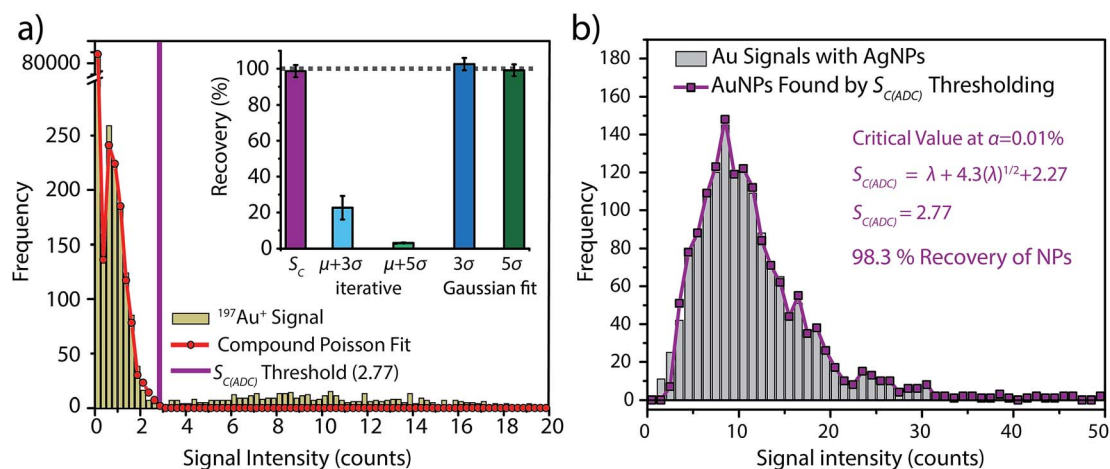 a)
80000
250
200
150
100
50
0
Frequency
0
2
4
6
8
10
12
14
16
18
20
Signal Intensity (counts)
100
80
60
40
20
0
Recovery (%)
S_C
μ+3σ
μ+5σ
3σ
5σ
iterative
Gaussian fit
¹⁹⁷Au⁺ Signal
Compound Poisson Fit
S_C(ADC) Threshold (2.77)
b)
180
160
140
120
100
80
60
40
20
0
Frequency
0
10
20
30
40
50
Signal intensity (counts)
Au Signals with AgNPs
AuNPs Found by S_C(ADC) Thresholding
Critical Value at α=0.01%
S_C(ADC) = λ + 4.3(λ)^1/2+2.27
S_C(ADC) = 2.77
98.3 % Recovery of NPs